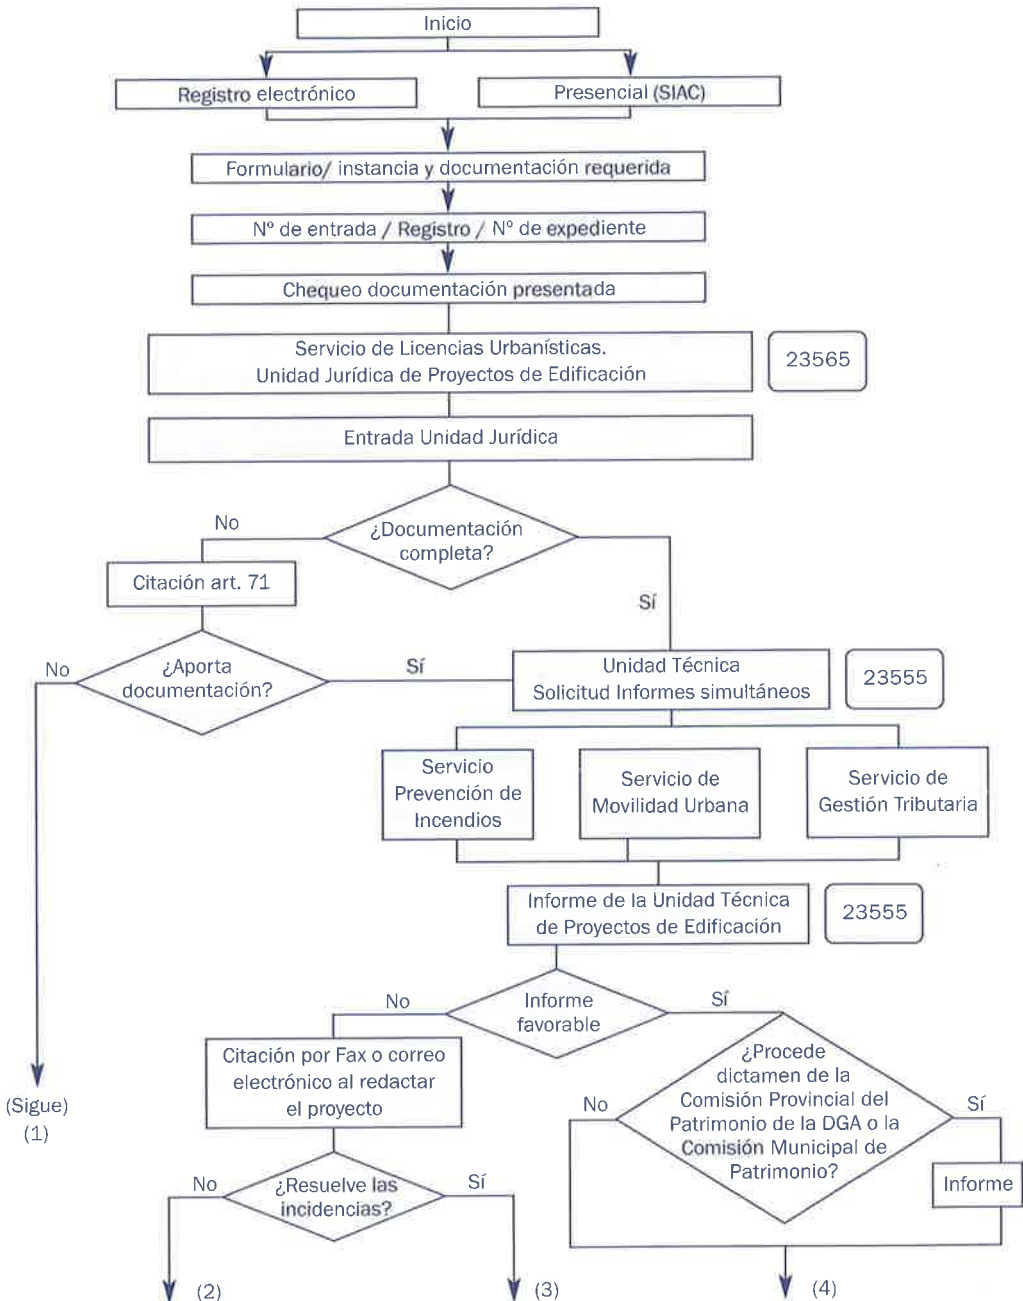 Inicio
Registro electrónico
Presencial (SIAC)
Formulario/ instancia y documentación requerida
Nº de entrada / Registro / Nº de expediente
Chequeo documentación presentada
Servicio de Licencias Urbanísticas.
Unidad Jurídica de Proyectos de Edificación
23565
Entrada Unidad Jurídica
¿Documentación
completa?
No
Sí
Citación art. 71
¿Aporta
documentación?
No
Sí
Unidad Técnica
Solicitud Informes simultáneos
23555
Servicio
Prevención de
Incendios
Servicio de
Movilidad Urbana
Servicio de
Gestión Tributaria
Informe de la Unidad Técnica
de Proyectos de Edificación
23555
Informe
favorable
No
Sí
Citación por Fax o correo
electrónico al redactar
el proyecto
¿Procede
dictamen de la
Comisión Provincial del
Patrimonio de la DGA o la
Comisión Municipal de
Patrimonio?
No
Sí
Informe
(Sigue)
(1)
¿Resuelve las
incidencias?
No
Sí
(2)
(3)
(4)